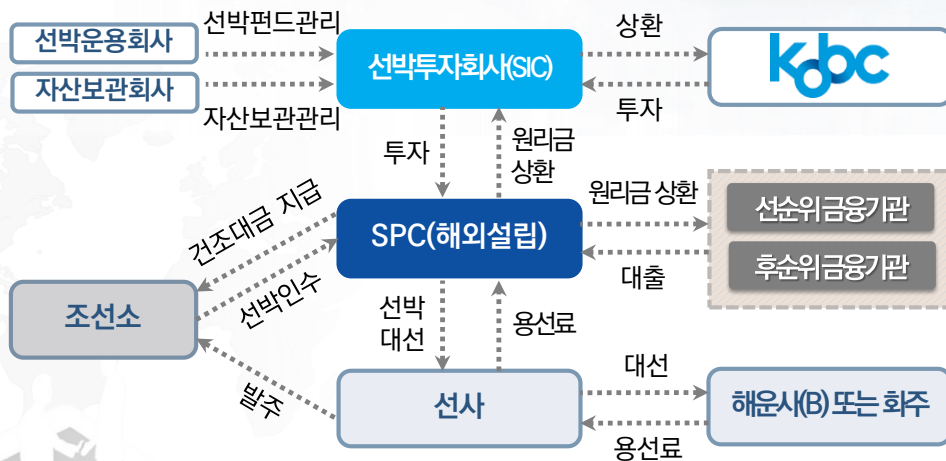 선박운용회사
선박펀드관리
자산보관회사
자산보관관리
선박투자회사(SIC)
상환
투자
kobc
투자
원리금
상환
건조대금 지급
선박인수
SPC(해외설립)
원리금 상환
대출
선순위 금융기관
후순위 금융기관
조선소
선박
대선
용선료
발주
선사
대선
용선료
해운사(B) 또는 화주